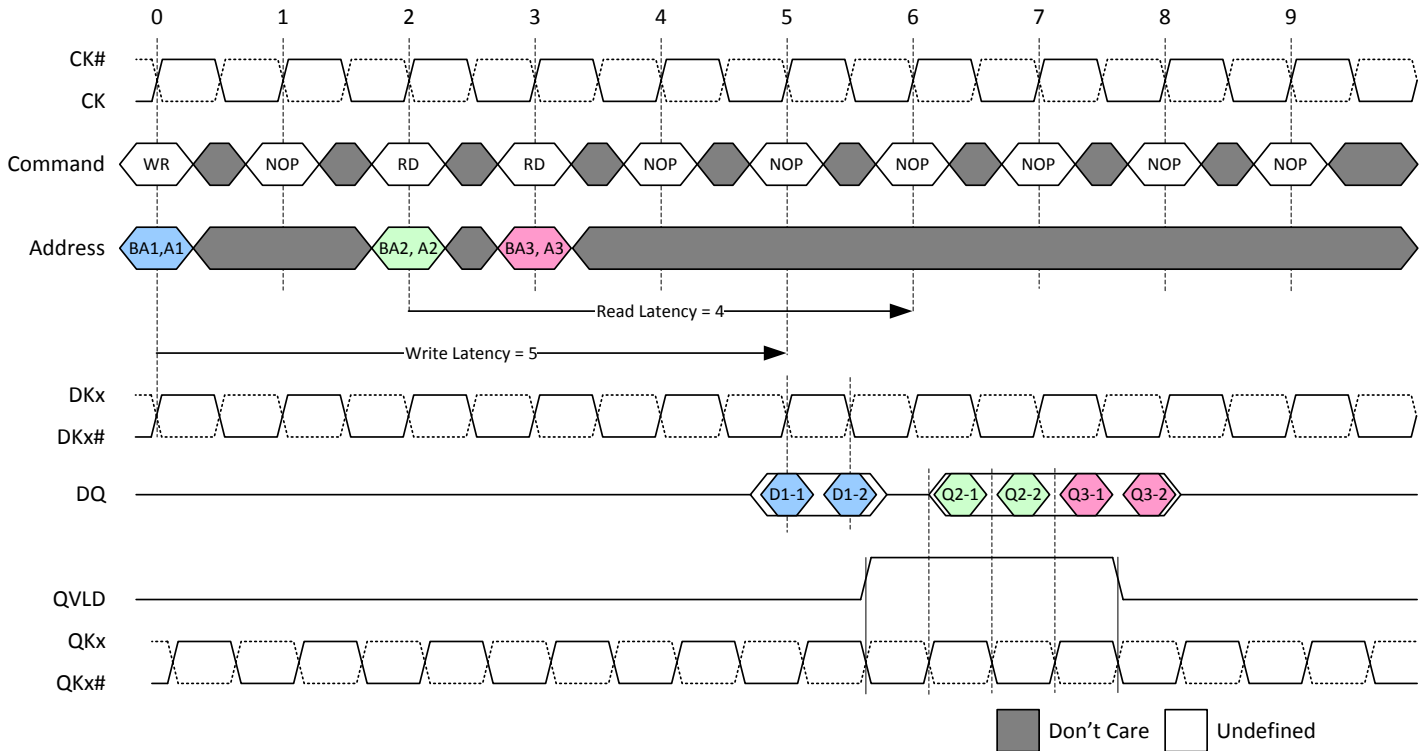 0 1 2 3 4 5 6 7 8 9
CK#
CK
Command WR NOP RD RD NOP NOP NOP NOP NOP NOP
Address BA1,A1 BA2, A2 BA3, A3
Read Latency = 4
Write Latency = 5
DKx
DKx#
DQ D1-1 D1-2 Q2-1 Q2-2 Q3-1 Q3-2
QVLD
QKx
QKx#
Don't Care Undefined